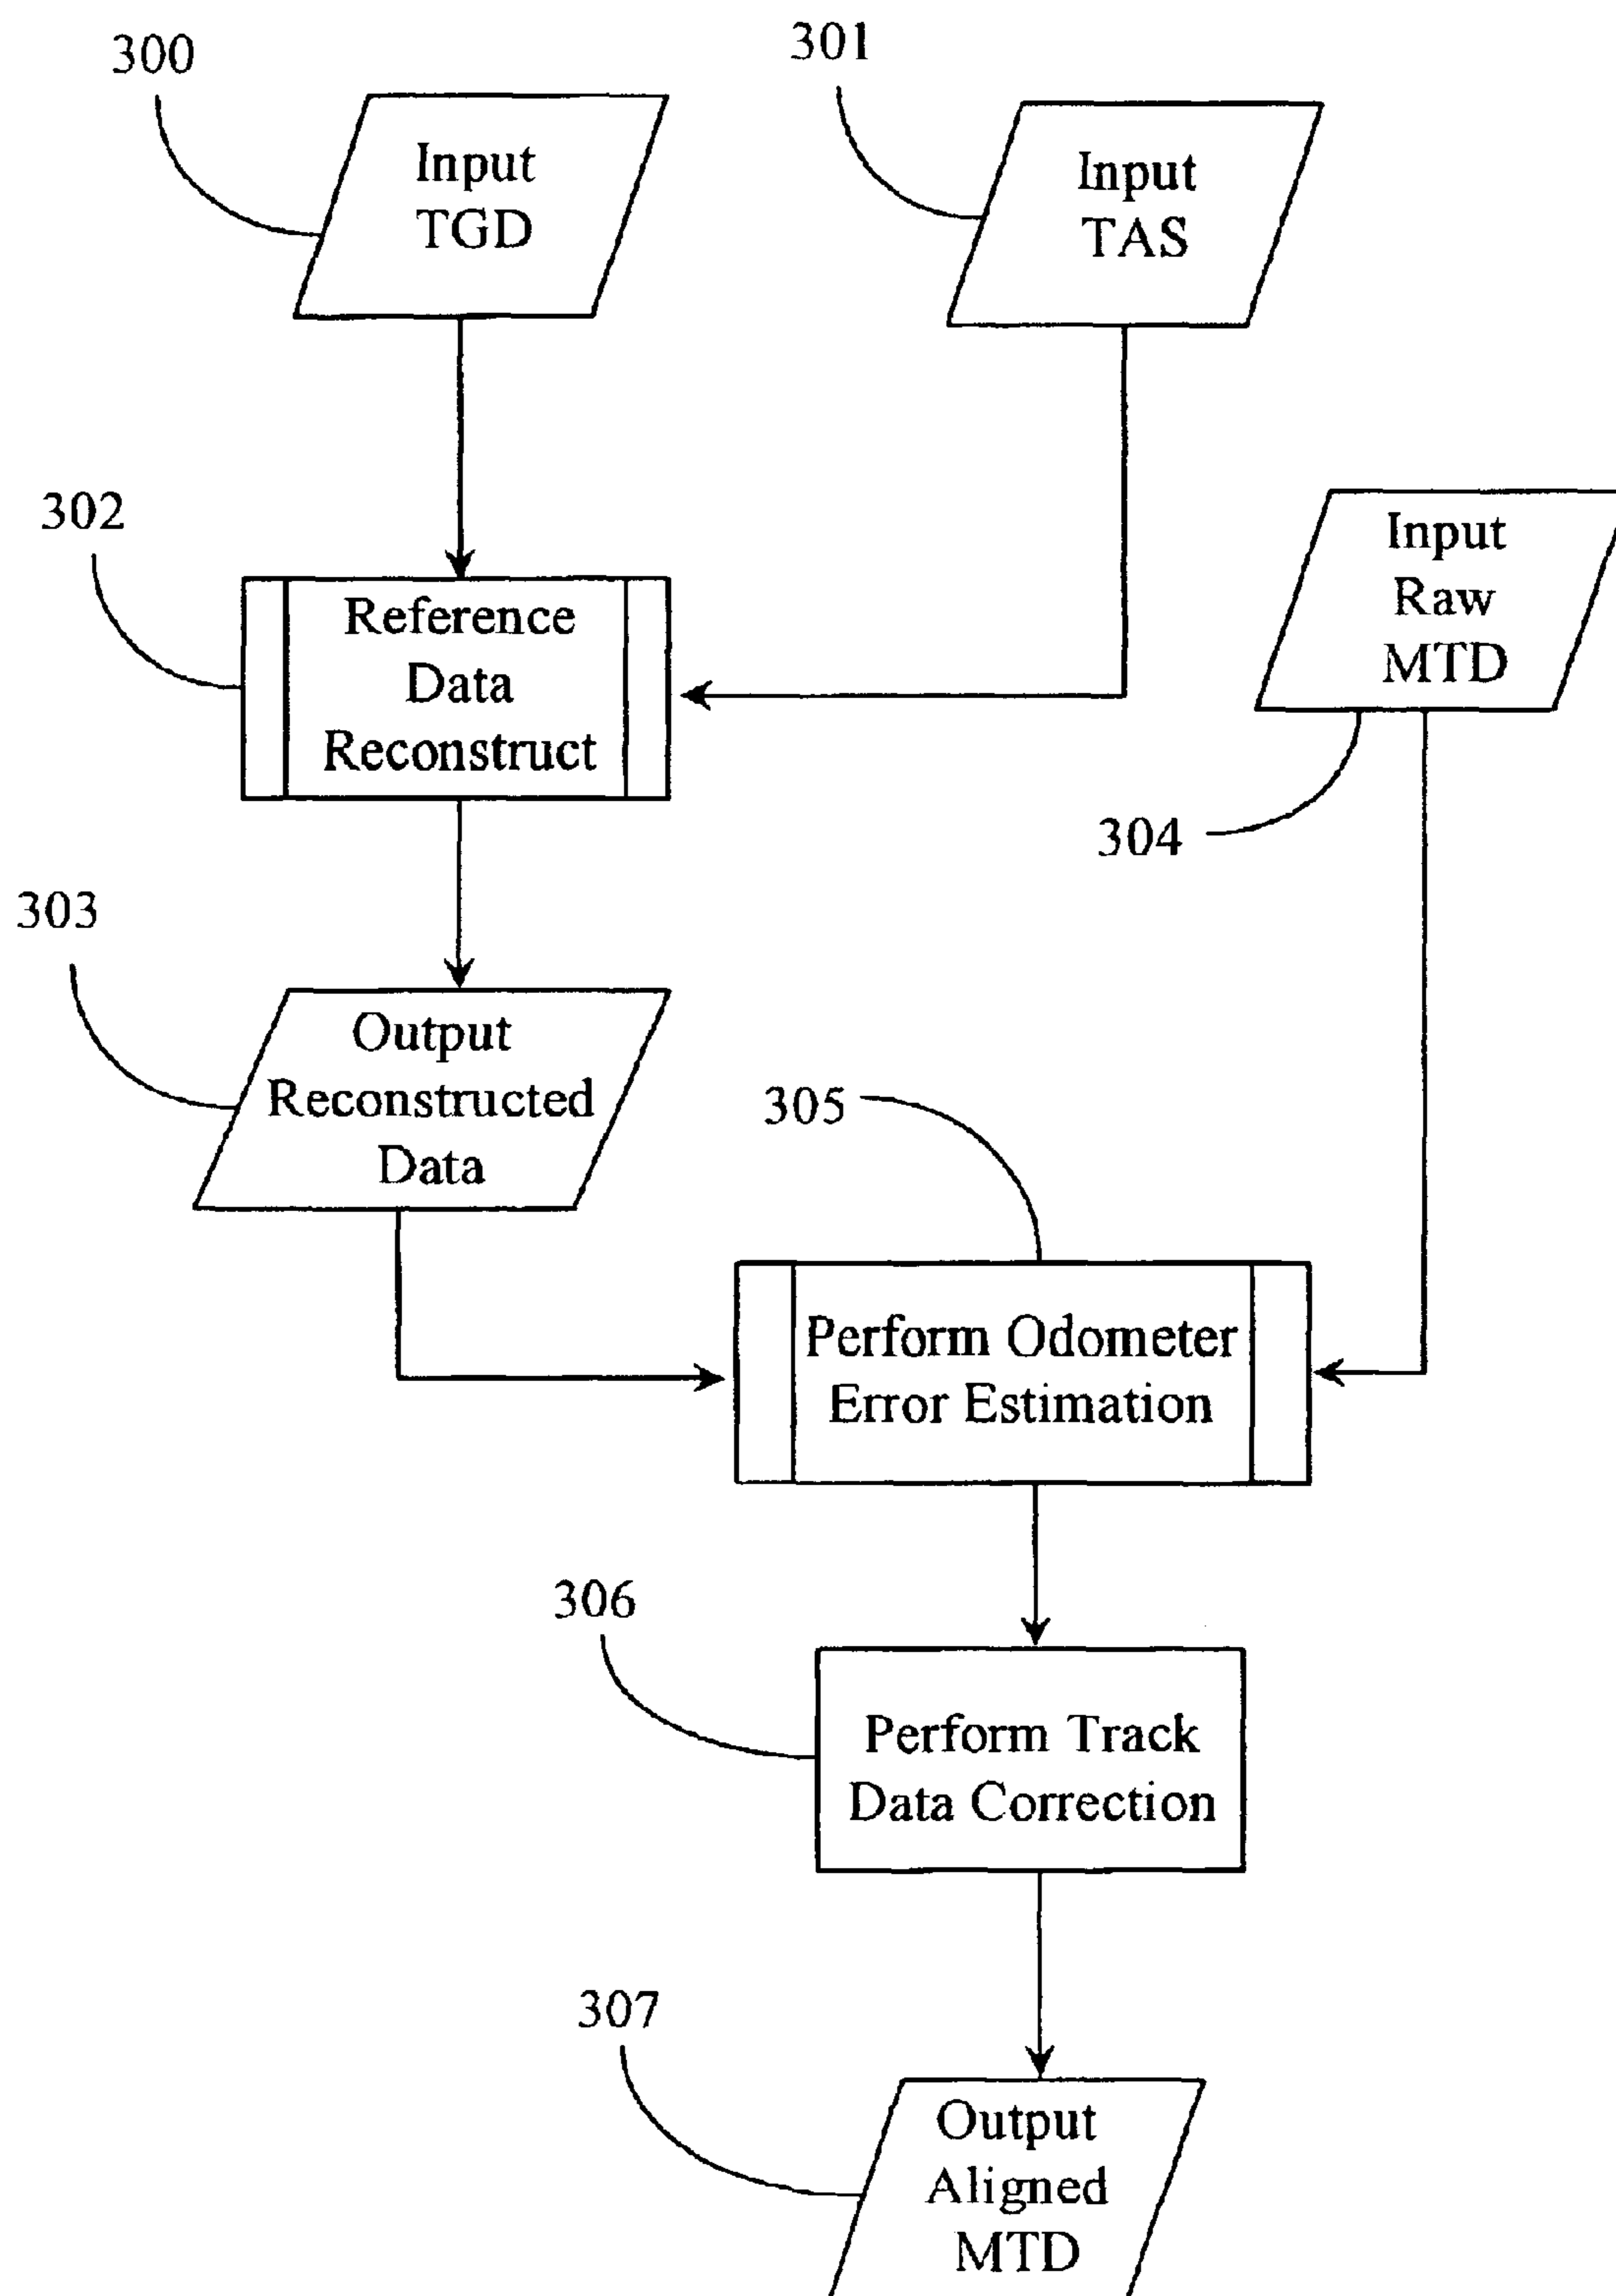 300
301
Input
TGD
Input
TAS
302
Reference
Data
Reconstruct
Input
Raw
MTD
304
303
Output
Reconstructed
Data
305
Perform Odometer
Error Estimation
306
Perform Track
Data Correction
307
Output
Aligned
MTD